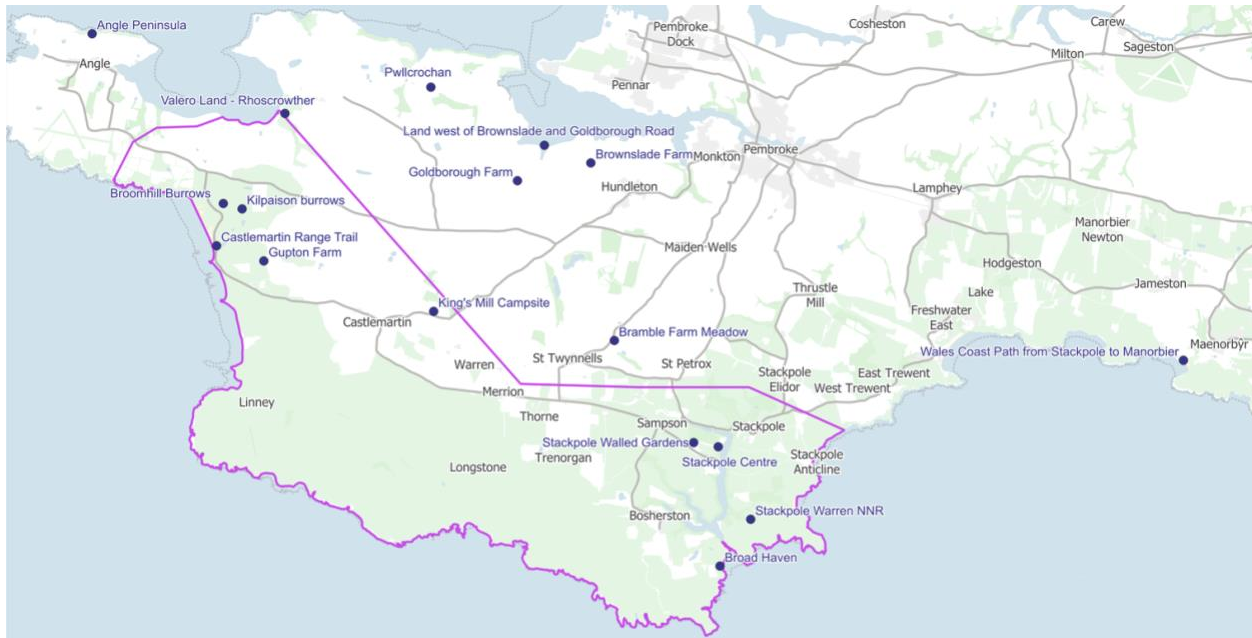 Angle Peninsula
Pembroke
Dock
Cosheston
Carew
Sageston
Milton
Angle
Pwllcrochan
Pennar
Valero Land - Rhoscrowther
Land west of Brownslade and Goldborough Road
Brownslade Farm
Monkton
Pembroke
Goldborough Farm
Hundleton
Lamphey
Broomhill Burrows
Kilpaison burrows
Manorbier
Newton
Castlemartin Range Trail
Gupton Farm
Maiden Wells
Hodgeston
Jameston
Thrustle
Mill
Lake
King's Mill Campsite
Freshwater
East
Castlemartin
Bramble Farm Meadow
Maenorbŷr
Wales Coast Path from Stackpole to Manorbier
Warren
St Twynnells
St Petrox
Stackpole
Elidor
East Trewent
West Trewent
Merrion
Linney
Thorne
Sampson
Stackpole
Stackpole Walled Gardens
Trenorgan
Stackpole Centre
Stackpole
Anticline
Longstone
Bosherston
Stackpole Warren NNR
Broad Haven